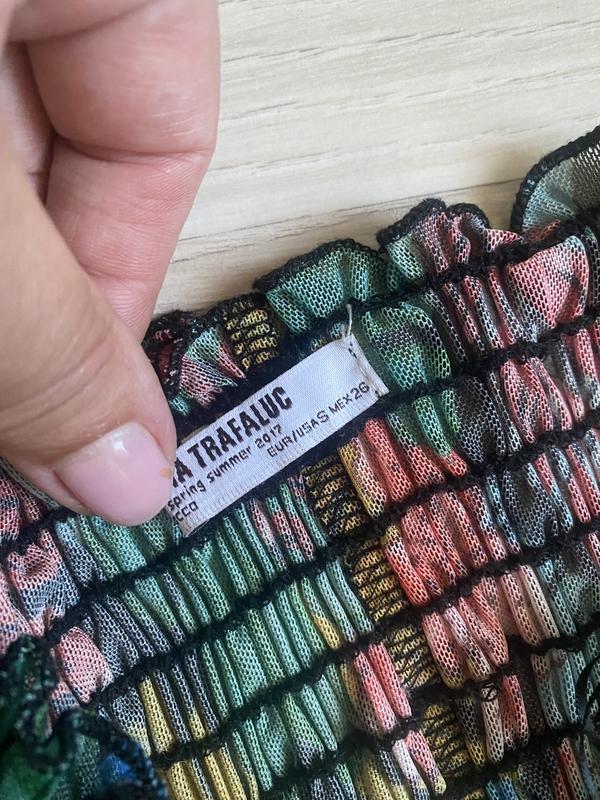 TRAFALUC
spring summer 2017
EUR/USA S MEX 26